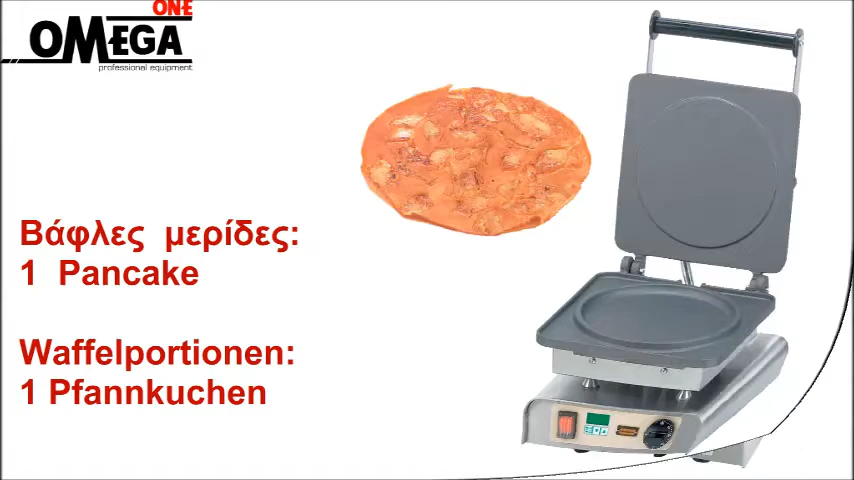 ONE
OMEGA
professional equipment
Βάφλες μερίδες:
1 Pancake
Waffelportionen:
1 Pfannkuchen